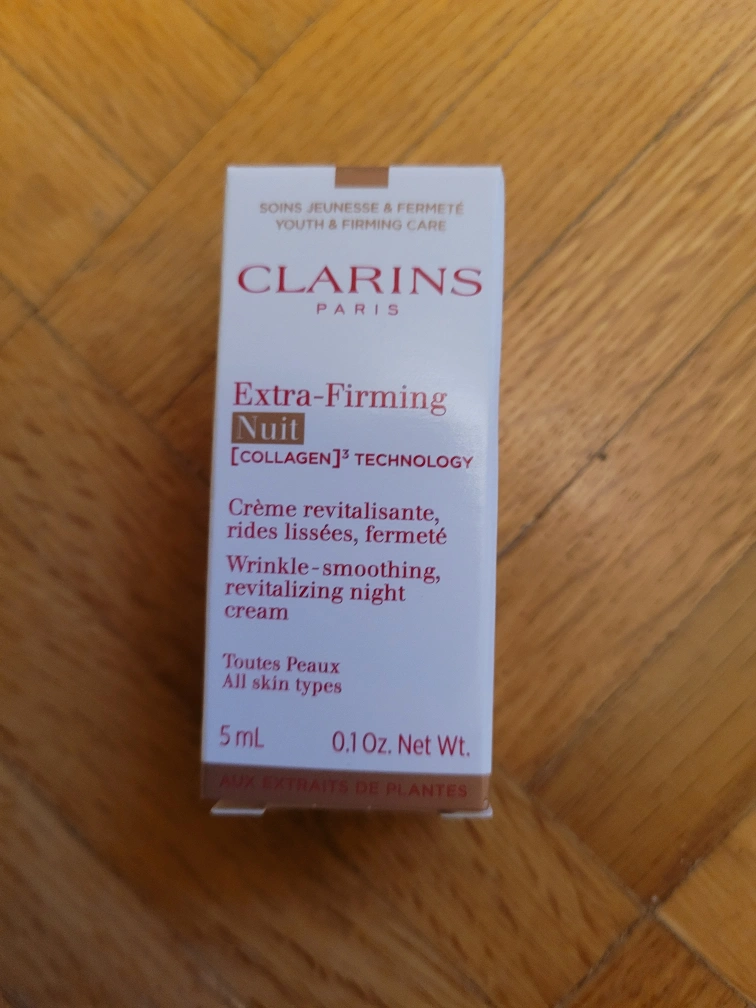 SOINS JEUNESSE & FERMETÉ
YOUTH & FIRMING CARE
CLARINS
PARIS
Extra-Firming
Nuit
[COLLAGEN]³ TECHNOLOGY
Crème revitalisante,
rides lissées, fermeté
Wrinkle-smoothing,
revitalizing night
cream
Toutes Peaux
All skin types
5 mL 0.1 Oz. Net Wt.
AUX EXTRAITS DE PLANTES